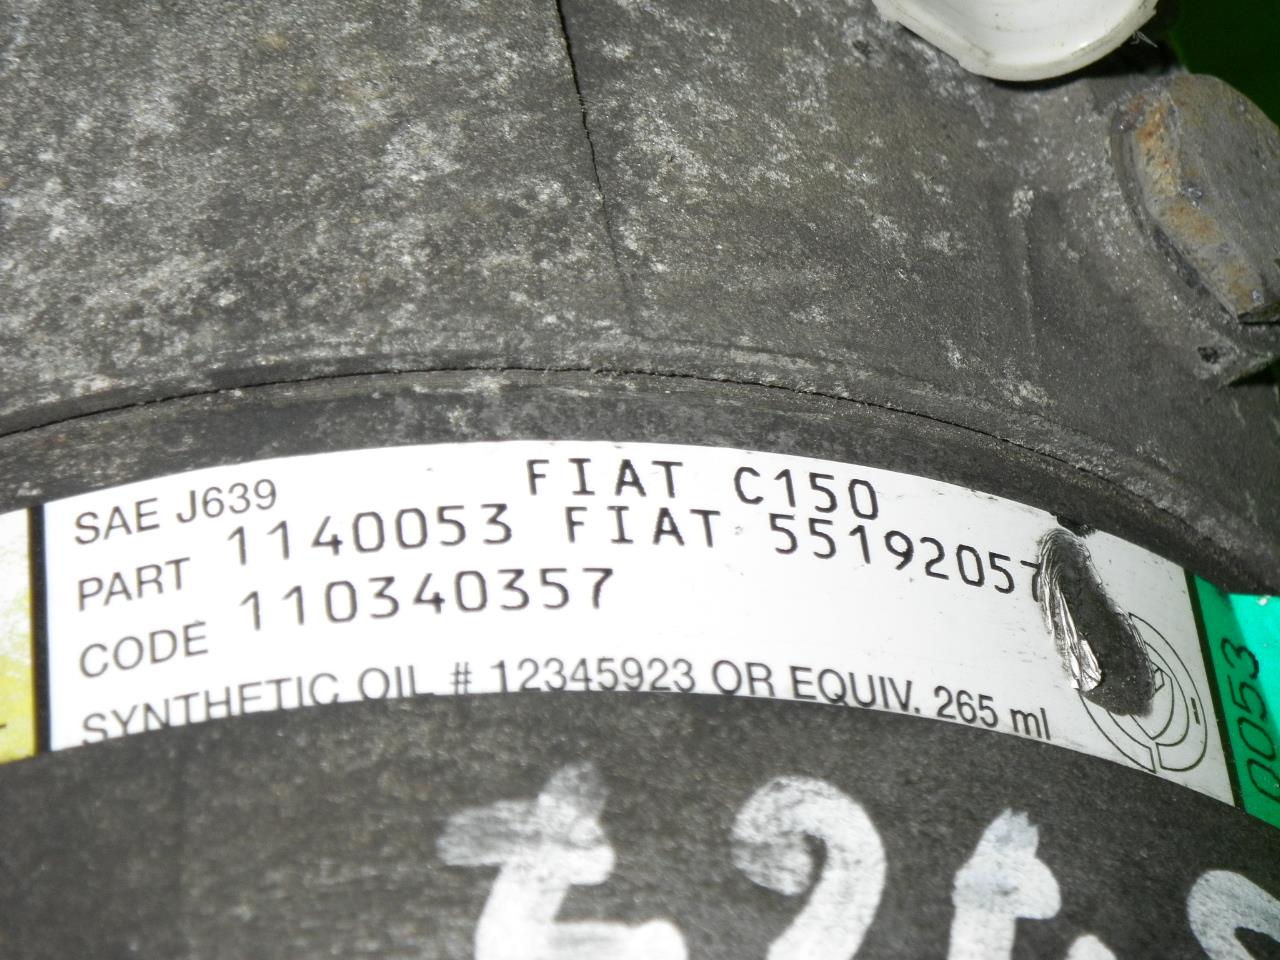 SAE J639 FIAT C150
PART 1140053 FIAT 55192057
CODE 110340357
SYNTHETIC OIL # 12345923 OR EQUIV. 265 ml
0053